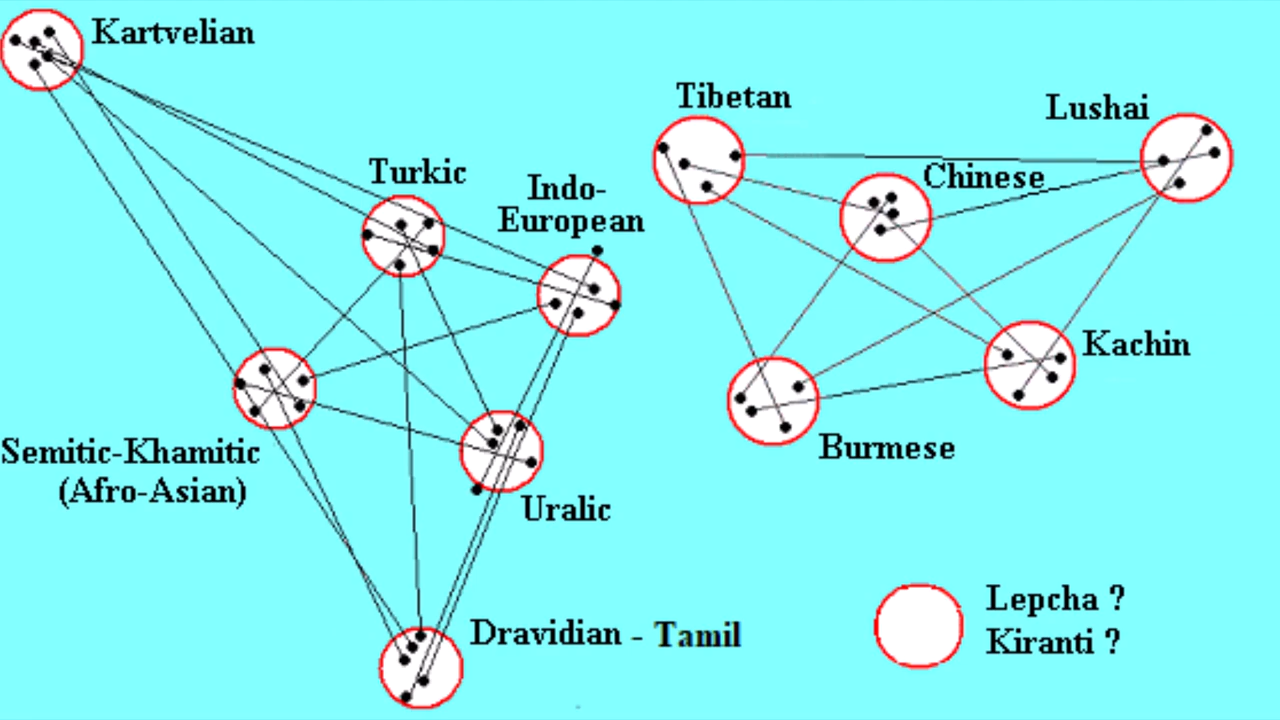 Kartvelian
Tibetan
Lushai
Turkic
Indo-
European
Chinese
Kachin
Semitic-Khamitic
(Afro-Asian)
Burmese
Uralic
Dravidian - Tamil
Lepcha ?
Kiranti ?